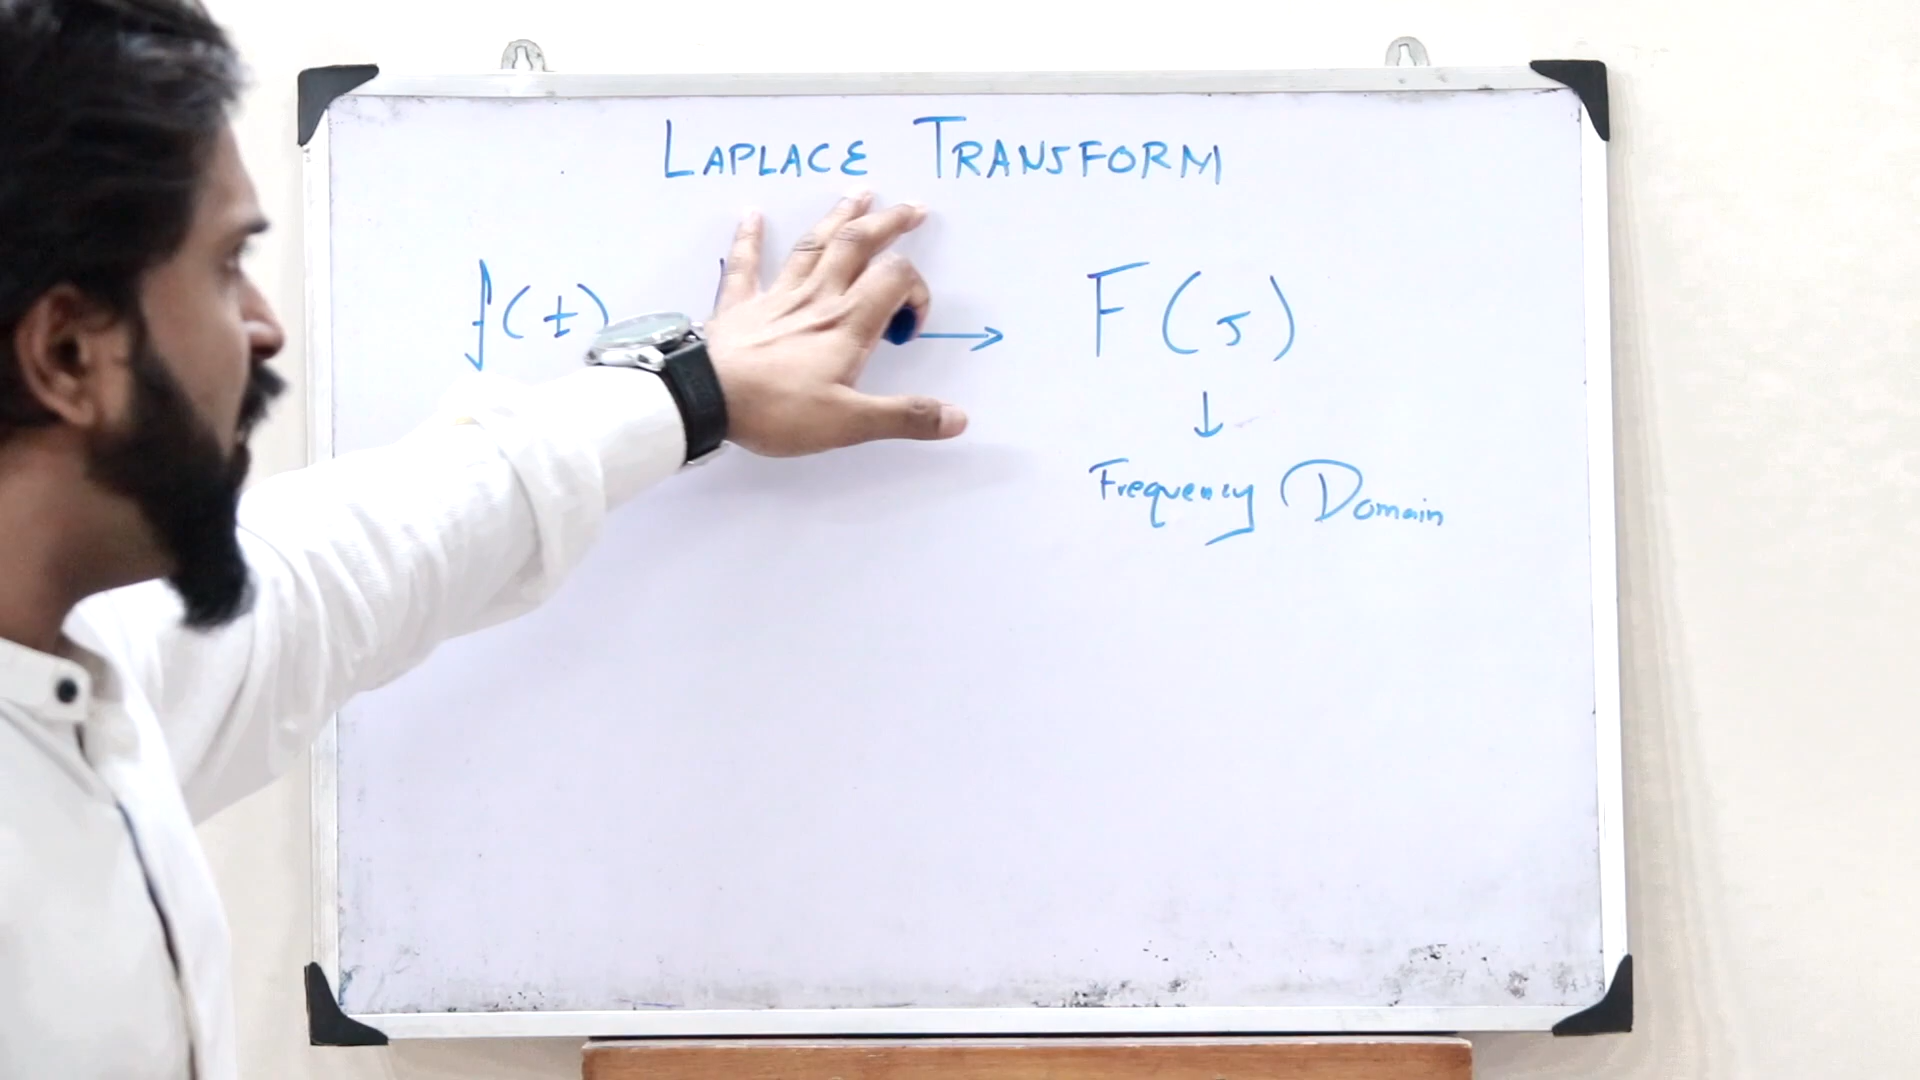 LAPLACE TRANSFORM
f(t) → F(s)
↓
Frequency Domain